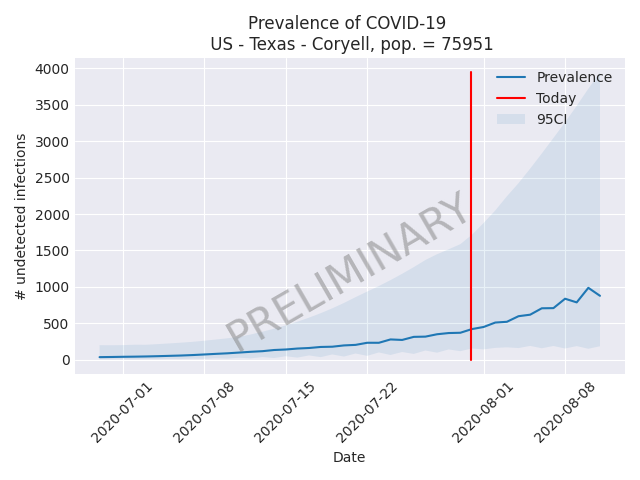 Prevalence of COVID-19
US - Texas - Coryell, pop. = 75951
4000
3500
3000
2500
2000
1500
1000
500
0
# undetected infections
Prevalence
Today
95CI
PRELIMINARY
2020-07-01
2020-07-08
2020-07-15
2020-07-22
2020-08-01
2020-08-08
Date